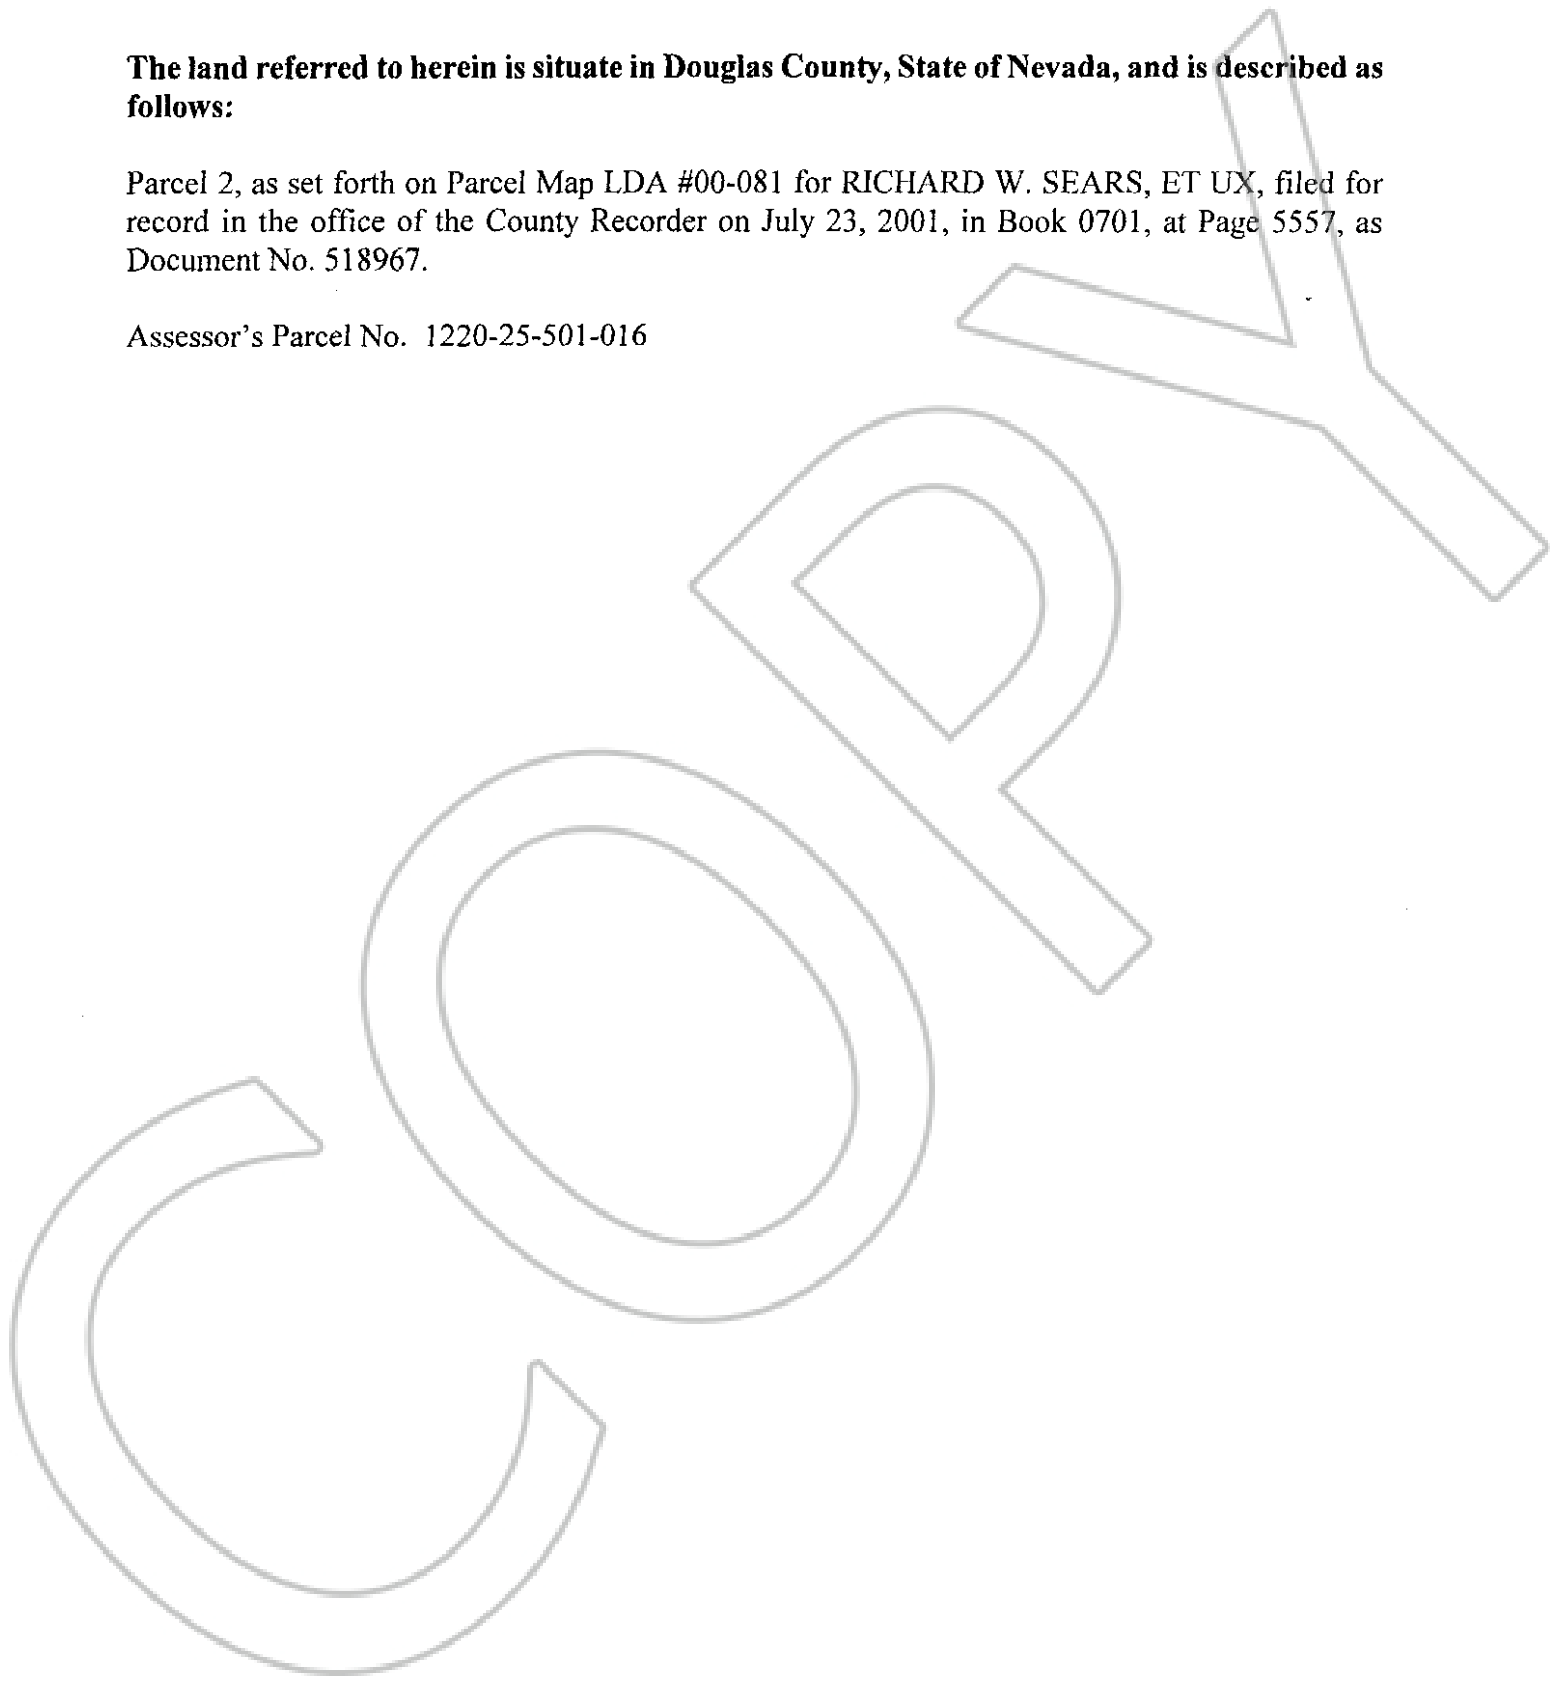 The land referred to herein is situate in Douglas County, State of Nevada, and is described as
follows:
Parcel 2, as set forth on Parcel Map LDA #00-081 for RICHARD W. SEARS, ET UX, filed for
record in the office of the County Recorder on July 23, 2001, in Book 0701, at Page 5557, as
Document No. 518967.
Assessor's Parcel No. 1220-25-501-016
COPY